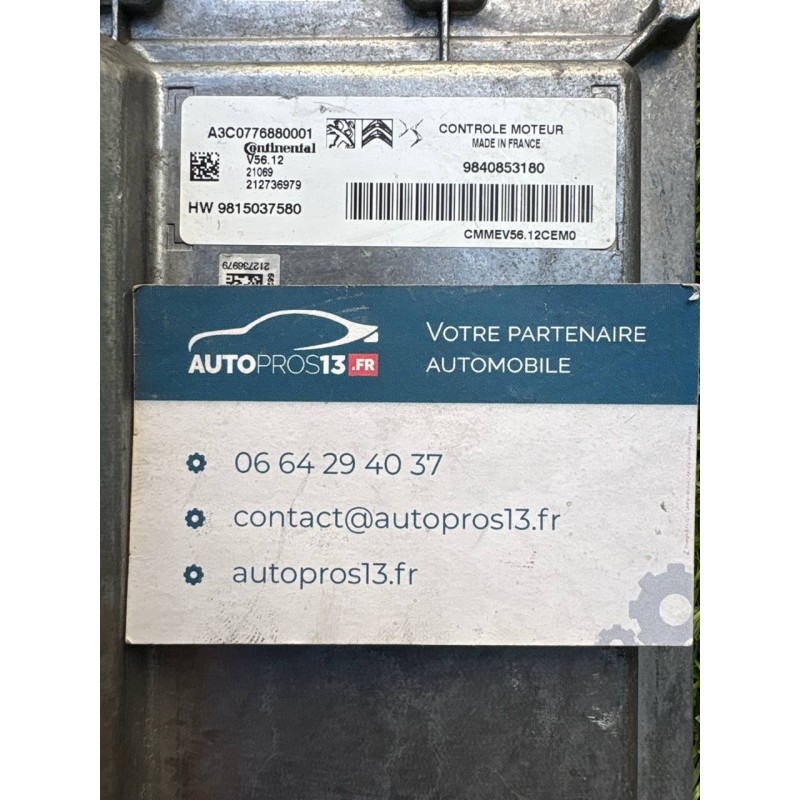 A3C0776880001
Continental
V56.12
21069
212736979
HW 9815037580
CONTROLE MOTEUR
MADE IN FRANCE
9840853180
CMMEV56.12CEM0
212736979
AUTOPROS13.FR
VOTRE PARTENAIRE
AUTOMOBILE
06 64 29 40 37
contact@autopros13.fr
autopros13.fr